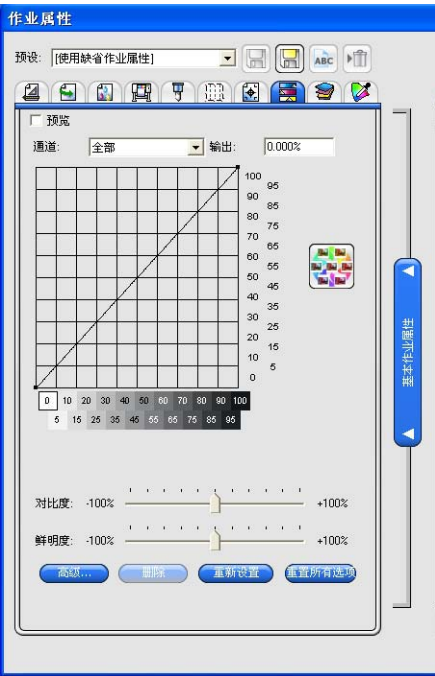 作业属性
预设: [使用缺省作业属性]
ABC
预览
通道: 全部 输出: 0.000%
100
95
90
85
80
75
70
65
60
55
50
45
40
35
30
25
20
15
10
5
0
0 10 20 30 40 50 60 70 80 90 100
5 15 25 35 45 55 65 75 85 95
基本作业属性
对比度: -100% +100%
鲜明度: -100% +100%
高级... 删除 重新设置 重置所有选项